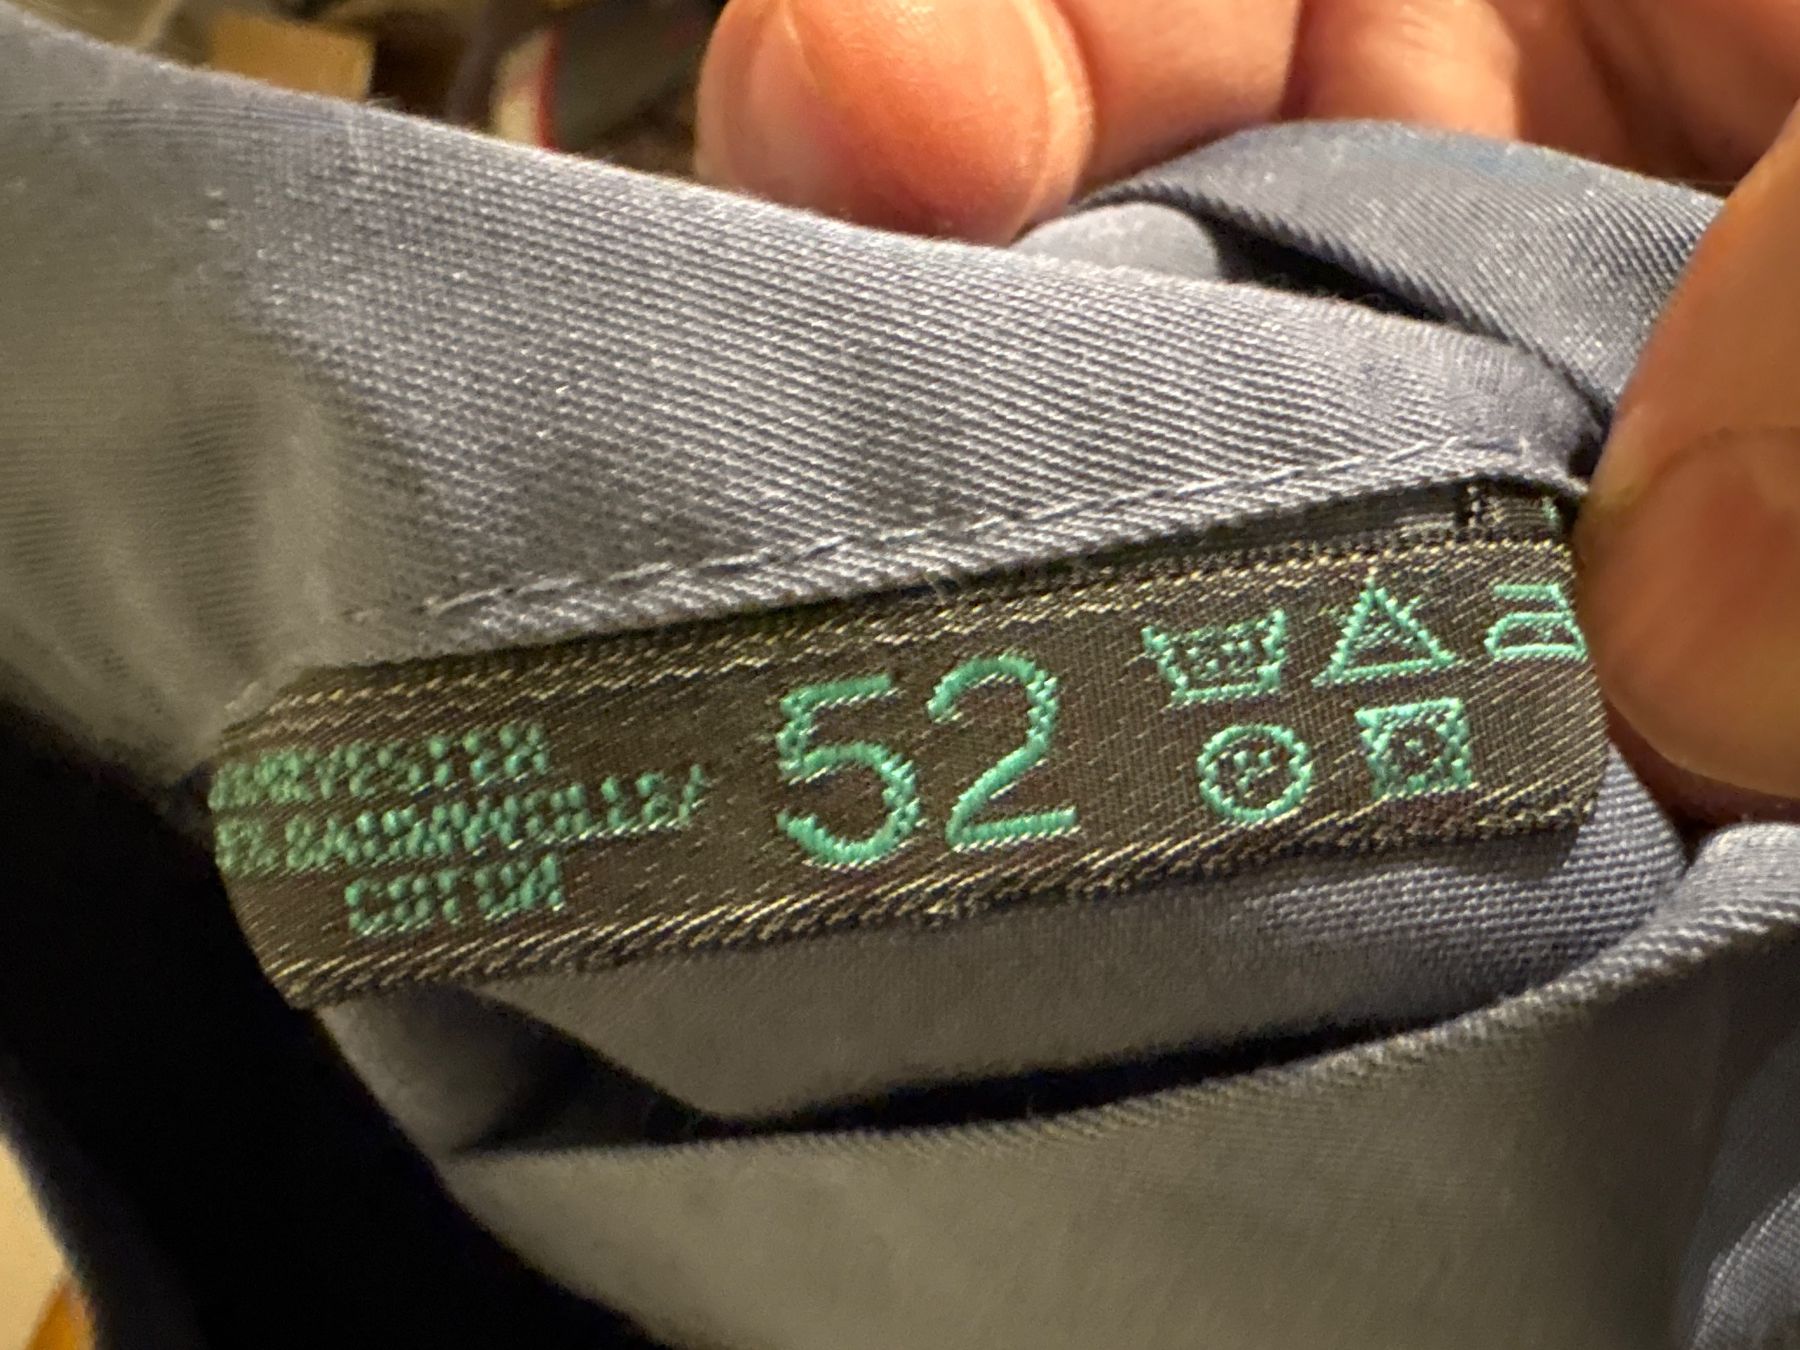 POLYESTER
BAUMWOLLE/
COTTON
52
P